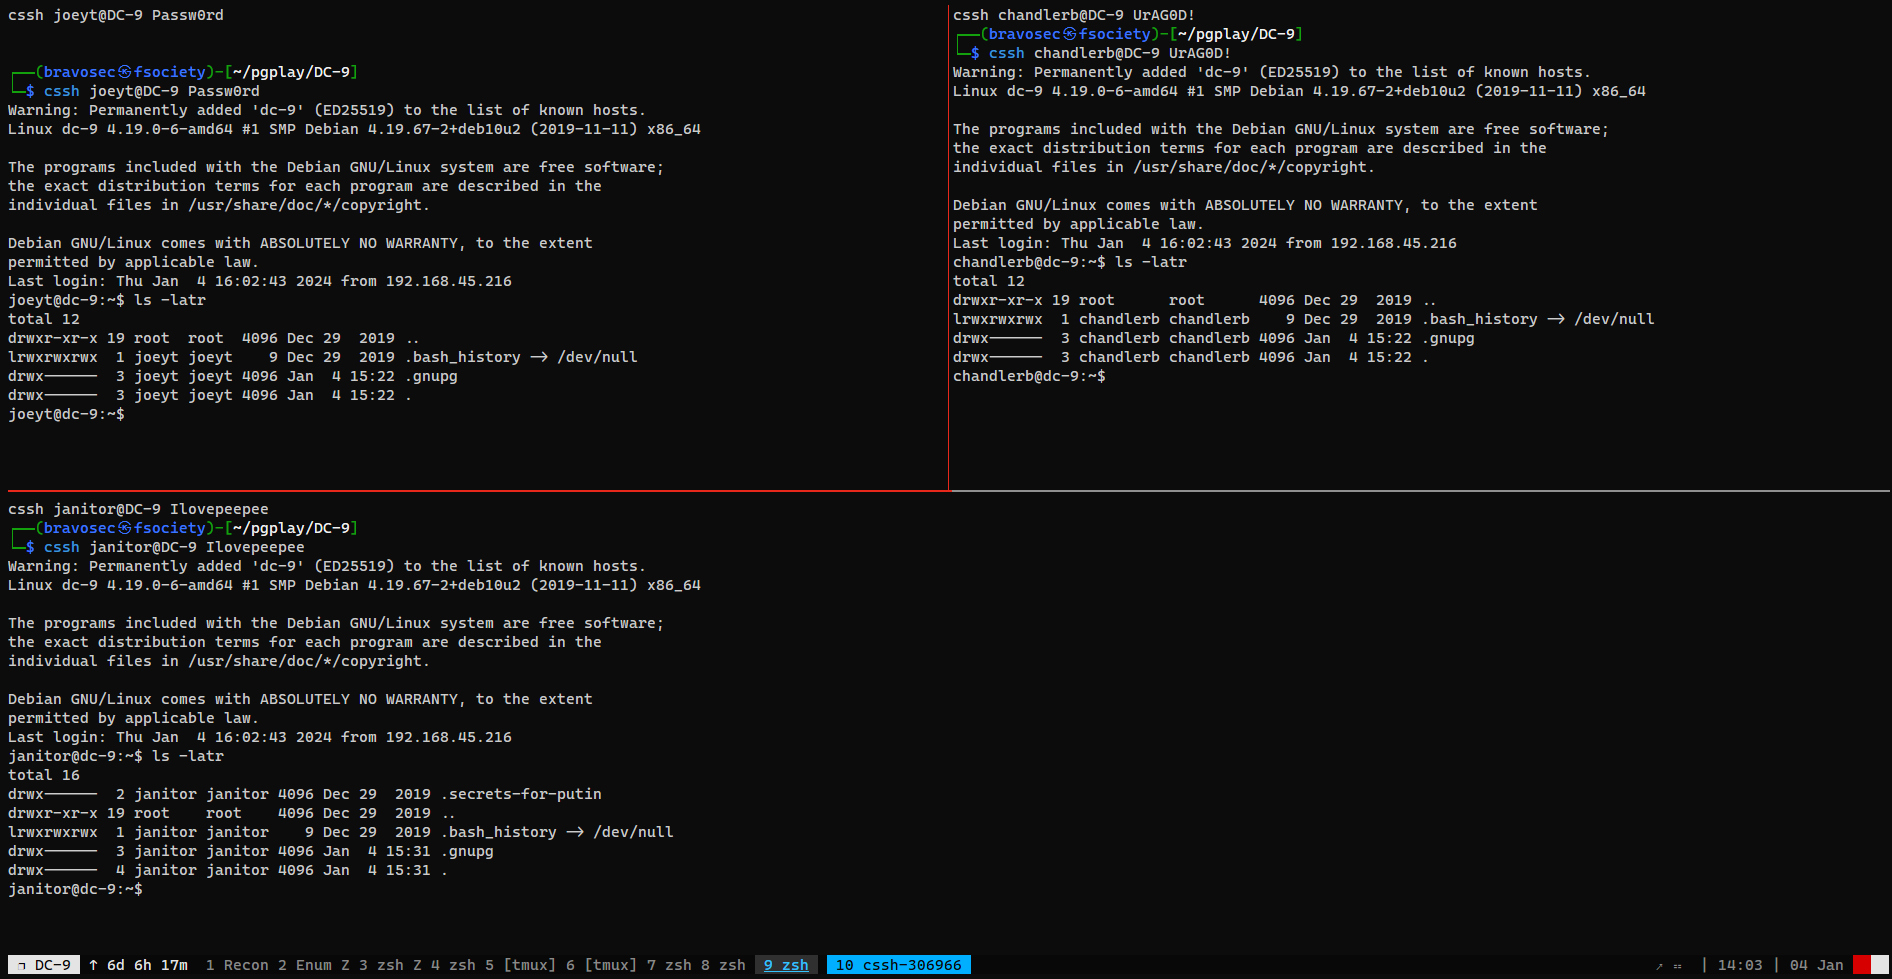 cssh joeyt@DC-9 Passw0rd
┌──(bravosec㉿fsociety)-[~/pgplay/DC-9]
└─$ cssh joeyt@DC-9 Passw0rd
Warning: Permanently added 'dc-9' (ED25519) to the list of known hosts.
Linux dc-9 4.19.0-6-amd64 #1 SMP Debian 4.19.67-2+deb10u2 (2019-11-11) x86_64
The programs included with the Debian GNU/Linux system are free software;
the exact distribution terms for each program are described in the
individual files in /usr/share/doc/*/copyright.
Debian GNU/Linux comes with ABSOLUTELY NO WARRANTY, to the extent
permitted by applicable law.
Last login: Thu Jan  4 16:02:43 2024 from 192.168.45.216
joeyt@dc-9:~$ ls -latr
total 12
drwxr-xr-x 19 root  root  4096 Dec 29  2019 ..
lrwxrwxrwx  1 joeyt joeyt    9 Dec 29  2019 .bash_history -> /dev/null
drwx------  3 joeyt joeyt 4096 Jan  4 15:22 .gnupg
drwx------  3 joeyt joeyt 4096 Jan  4 15:22 .
joeyt@dc-9:~$
cssh chandlerb@DC-9 UrAG0D!
┌──(bravosec㉿fsociety)-[~/pgplay/DC-9]
└─$ cssh chandlerb@DC-9 UrAG0D!
Warning: Permanently added 'dc-9' (ED25519) to the list of known hosts.
Linux dc-9 4.19.0-6-amd64 #1 SMP Debian 4.19.67-2+deb10u2 (2019-11-11) x86_64
The programs included with the Debian GNU/Linux system are free software;
the exact distribution terms for each program are described in the
individual files in /usr/share/doc/*/copyright.
Debian GNU/Linux comes with ABSOLUTELY NO WARRANTY, to the extent
permitted by applicable law.
Last login: Thu Jan  4 16:02:43 2024 from 192.168.45.216
chandlerb@dc-9:~$ ls -latr
total 12
drwxr-xr-x 19 root      root      4096 Dec 29  2019 ..
lrwxrwxrwx  1 chandlerb chandlerb    9 Dec 29  2019 .bash_history -> /dev/null
drwx------  3 chandlerb chandlerb 4096 Jan  4 15:22 .gnupg
drwx------  3 chandlerb chandlerb 4096 Jan  4 15:22 .
chandlerb@dc-9:~$
cssh janitor@DC-9 Ilovepeepee
┌──(bravosec㉿fsociety)-[~/pgplay/DC-9]
└─$ cssh janitor@DC-9 Ilovepeepee
Warning: Permanently added 'dc-9' (ED25519) to the list of known hosts.
Linux dc-9 4.19.0-6-amd64 #1 SMP Debian 4.19.67-2+deb10u2 (2019-11-11) x86_64
The programs included with the Debian GNU/Linux system are free software;
the exact distribution terms for each program are described in the
individual files in /usr/share/doc/*/copyright.
Debian GNU/Linux comes with ABSOLUTELY NO WARRANTY, to the extent
permitted by applicable law.
Last login: Thu Jan  4 16:02:43 2024 from 192.168.45.216
janitor@dc-9:~$ ls -latr
total 16
drwx------  2 janitor janitor 4096 Dec 29  2019 .secrets-for-putin
drwxr-xr-x 19 root    root    4096 Dec 29  2019 ..
lrwxrwxrwx  1 janitor janitor    9 Dec 29  2019 .bash_history -> /dev/null
drwx------  3 janitor janitor 4096 Jan  4 15:31 .gnupg
drwx------  4 janitor janitor 4096 Jan  4 15:31 .
janitor@dc-9:~$
❐ DC-9 ↑ 6d 6h 17m  1 Recon 2 Enum Z 3 zsh Z 4 zsh 5 [tmux] 6 [tmux] 7 zsh 8 zsh 9 zsh 10 cssh-306966 ↗ ⚏ | 14:03 | 04 Jan